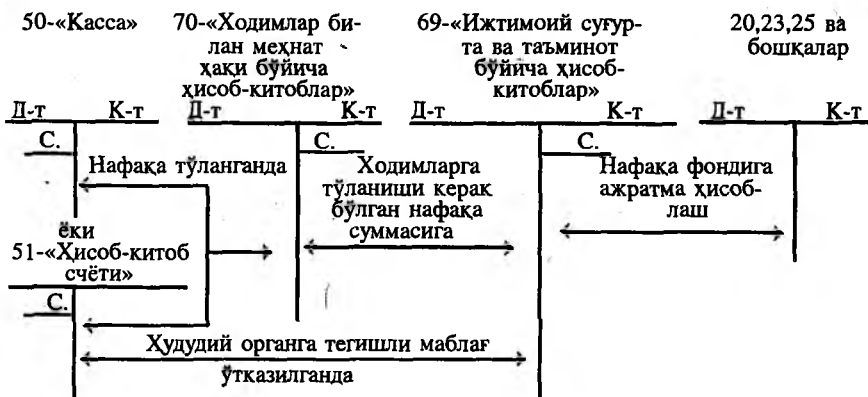 50-«Касса»
70-«Ходимлар би-
лан меҳнат
ҳақи бўйича
ҳисоб-китоблар»
69-«Ижтимоий суғур-
та ва таъминот
бўйича ҳисоб-
китоблар»
20,23,25 ва
бошқалар
Д-т К-т
Д-т К-т
Д-т К-т
Д-т К-т
С.
С.
С.
Нафақа тўланганда
Ходимларга
тўланиши керак
бўлган нафақа
суммасига
Нафақа фондига
ажратма ҳисоб-
лаш
ёки
51-«Ҳисоб-китоб
счёти»
С.
Ҳудудий органга тегишли маблағ
ўтказилганда